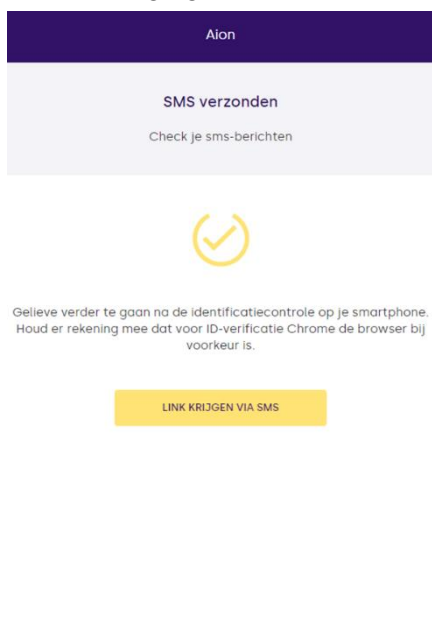 Aion
SMS verzonden
Check je sms-berichten
Gelieve verder te gaan na de identificatiecontrole op je smartphone.
Houd er rekening mee dat voor ID-verificatie Chrome de browser bij
voorkeur is.
LINK KRIJGEN VIA SMS